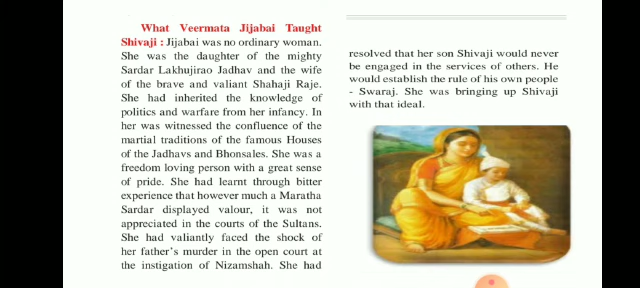 What Veermata Jijabai Taught
Shivaji : Jijabai was no ordinary woman.
She was the daughter of the mighty
Sardar Lakhujirao Jadhav and the wife
of the brave and valiant Shahaji Raje.
She had inherited the knowledge of
politics and warfare from her infancy. In
her was witnessed the confluence of the
martial traditions of the famous Houses
of the Jadhavs and Bhonsales. She was a
freedom loving person with a great sense
of pride. She had learnt through bitter
experience that however much a Maratha
Sardar displayed valour, it was not
appreciated in the courts of the Sultans.
She had valiantly faced the shock of
her father's murder in the open court at
the instigation of Nizamshah. She had
resolved that her son Shivaji would never
be engaged in the services of others. He
would establish the rule of his own people
- Swaraj. She was bringing up Shivaji
with that ideal.